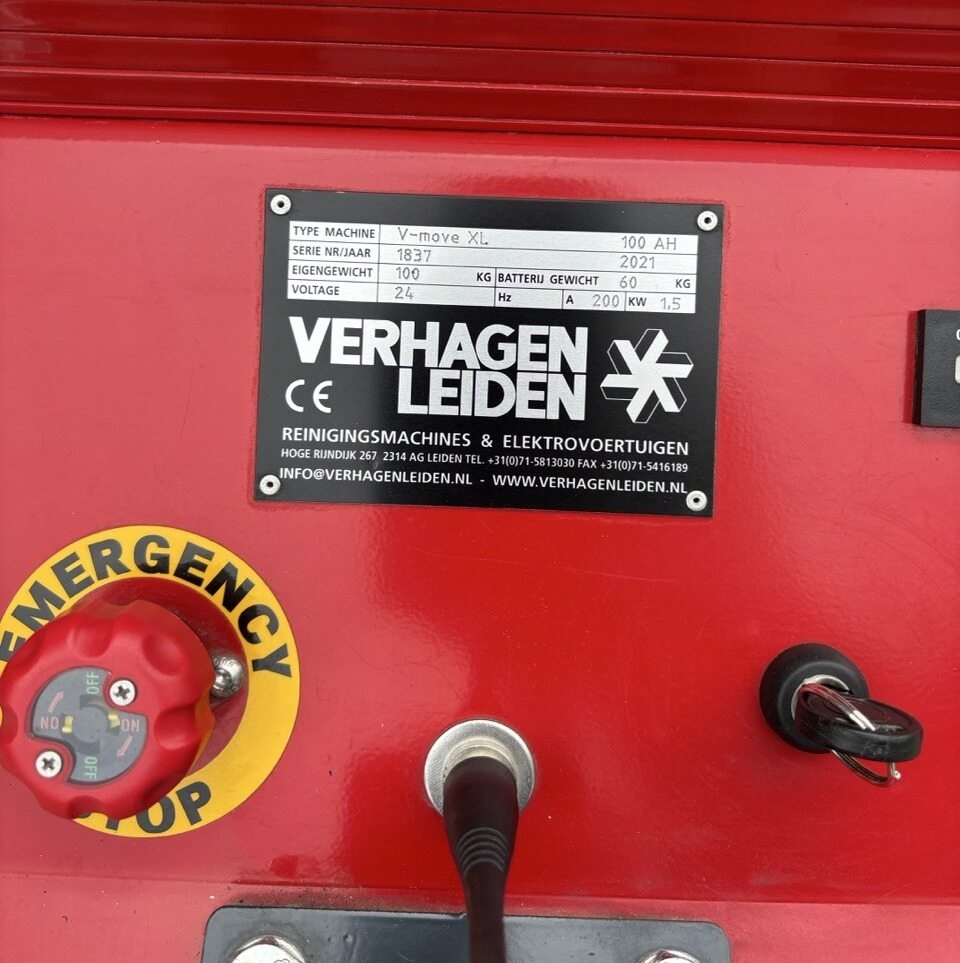 TYPE MACHINE V-move XL 100 AH
SERIE NR/JAAR 1837 2021
EIGENGEWICHT 100 KG BATTERIJ GEWICHT 60 KG
VOLTAGE 24 Hz A 200 KW 1,5
VERHAGEN
LEIDEN
CE
REINIGINGSMACHINES & ELEKTROVOERTUIGEN
HOGE RIJNDIJK 267 2314 AG LEIDEN TEL. +31(0)71-5813030 FAX +31(0)71-5416189
INFO@VERHAGENLEIDEN.NL - WWW.VERHAGENLEIDEN.NL
EMERGENCY
OFF
ON ON
OFF
STOP